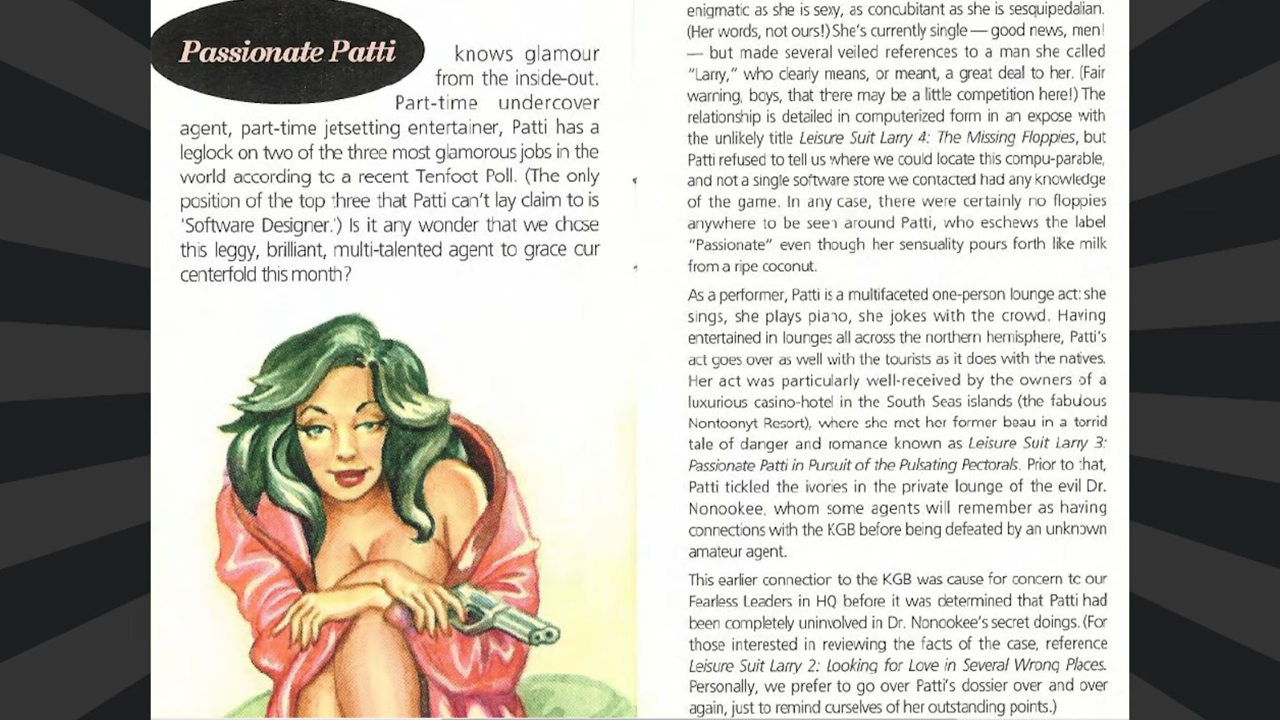 Passionate Patti knows glamour
from the inside-out.
Part-time undercover
agent, part-time jetsetting entertainer, Patti has a
leglock on two of the three most glamorous jobs in the
world according to a recent Tenfoot Poll. (The only
position of the top three that Patti can't lay claim to is
'Software Designer.') Is it any wonder that we chose
this leggy, brilliant, multi-talented agent to grace our
centerfold this month?
enigmatic as she is sexy, as concubitant as she is sesquipedalian.
(Her words, not ours!) She's currently single — good news, men!
— but made several veiled references to a man she called
"Larry," who clearly means, or meant, a great deal to her. (Fair
warning, boys, that there may be a little competition here!) The
relationship is detailed in computerized form in an expose with
the unlikely title Leisure Suit Larry 4: The Missing Floppies, but
Patti refused to tell us where we could locate this compu-parable,
and not a single software store we contacted had any knowledge
of the game. In any case, there were certainly no floppies
anywhere to be seen around Patti, who eschews the label
"Passionate" even though her sensuality pours forth like milk
from a ripe coconut.
As a performer, Patti is a multifaceted one-person lounge act: she
sings, she plays piano, she jokes with the crowd. Having
entertained in lounges all across the northern hemisphere, Patti's
act goes over as well with the tourists as it does with the natives.
Her act was particularly well-received by the owners of a
luxurious casino-hotel in the South Seas islands (the fabulous
Nontoonyt Resort), where she met her former beau in a torrid
tale of danger and romance known as Leisure Suit Larry 3:
Passionate Patti in Pursuit of the Pulsating Pectorals. Prior to that,
Patti tickled the ivories in the private lounge of the evil Dr.
Nonookee, whom some agents will remember as having
connections with the KGB before being defeated by an unknown
amateur agent.
This earlier connection to the KGB was cause for concern to our
Fearless Leaders in HQ before it was determined that Patti had
been completely uninvolved in Dr. Nonookee's secret doings. (For
those interested in reviewing the facts of the case, reference
Leisure Suit Larry 2: Looking for Love in Several Wrong Places.
Personally, we prefer to go over Patti's dossier over and over
again, just to remind ourselves of her outstanding points.)